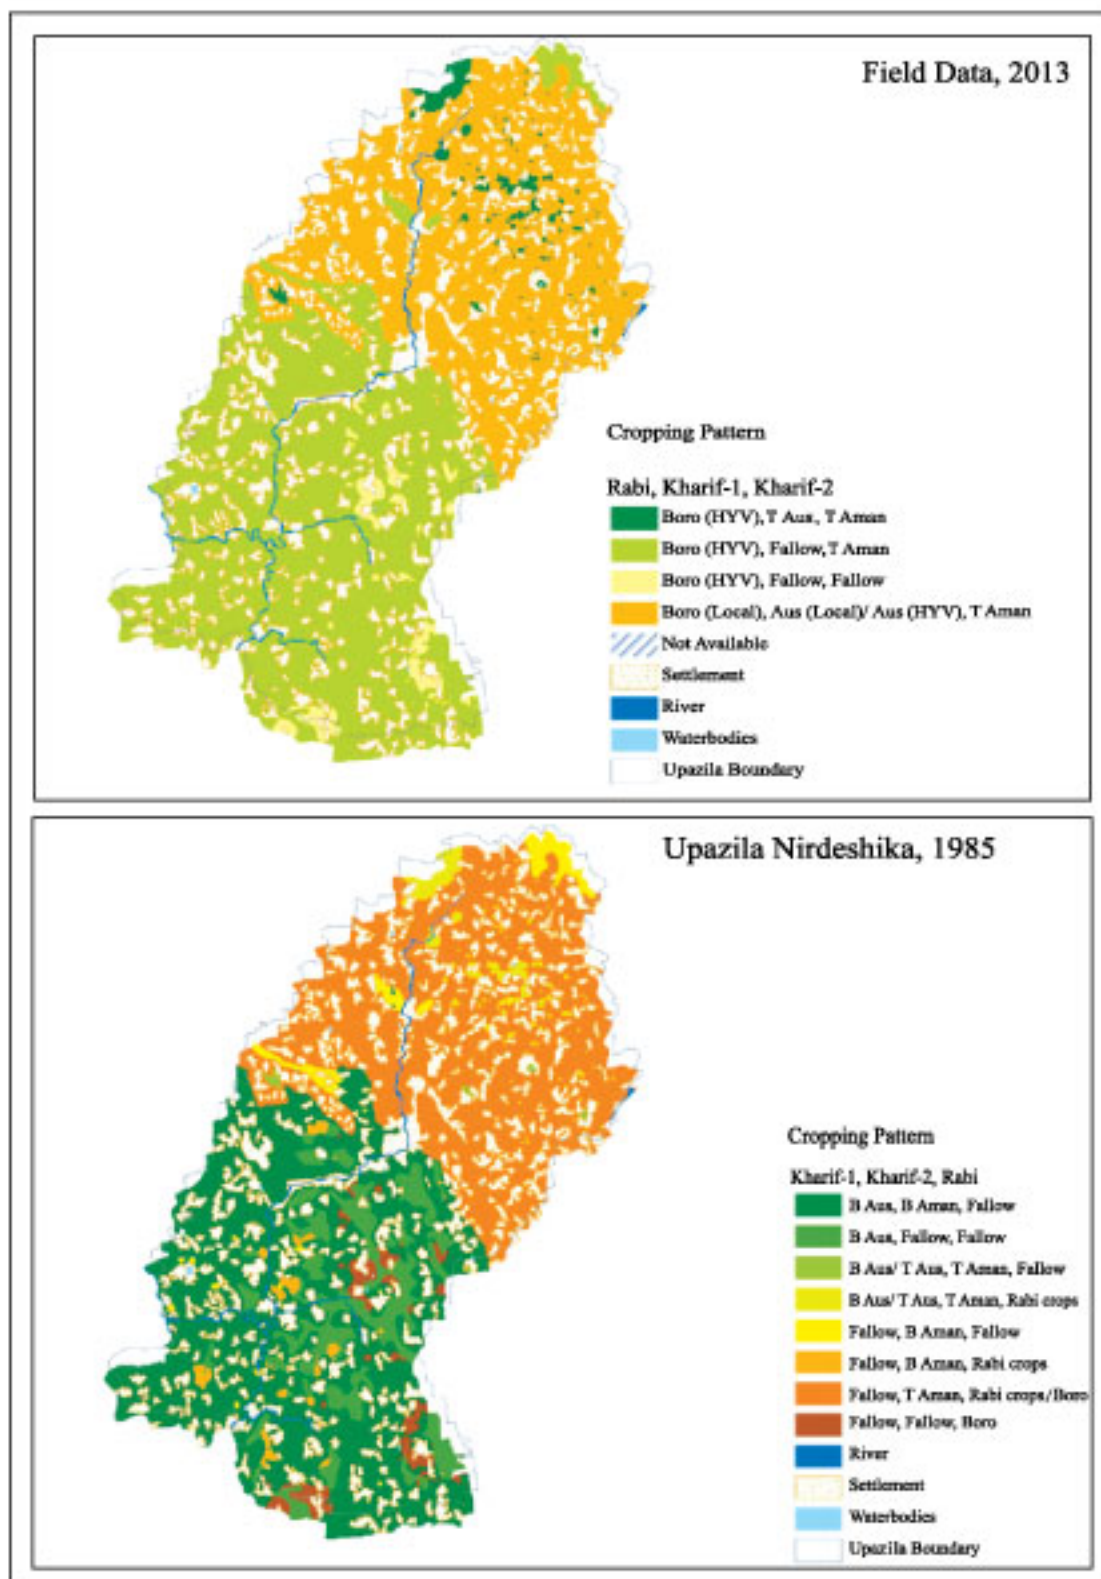 Field Data, 2013
Cropping Pattern
Rabi, Kharif-1, Kharif-2
Boro (HYV), T Aus, T Aman
Boro (HYV), Fallow, T Aman
Boro (HYV), Fallow, Fallow
Boro (Local), Aus (Local)/ Aus (HYV), T Aman
Not Available
Settlement
River
Waterbodies
Upazila Boundary
Upazila Nirdeshika, 1985
Cropping Pattern
Kharif-1, Kharif-2, Rabi
B Aus, B Aman, Fallow
B Aus, Fallow, Fallow
B Aus/ T Aus, T Aman, Fallow
B Aus/ T Aus, T Aman, Rabi crops
Fallow, B Aman, Fallow
Fallow, B Aman, Rabi crops
Fallow, T Aman, Rabi crops/Boro
Fallow, Fallow, Boro
River
Settlement
Waterbodies
Upazila Boundary